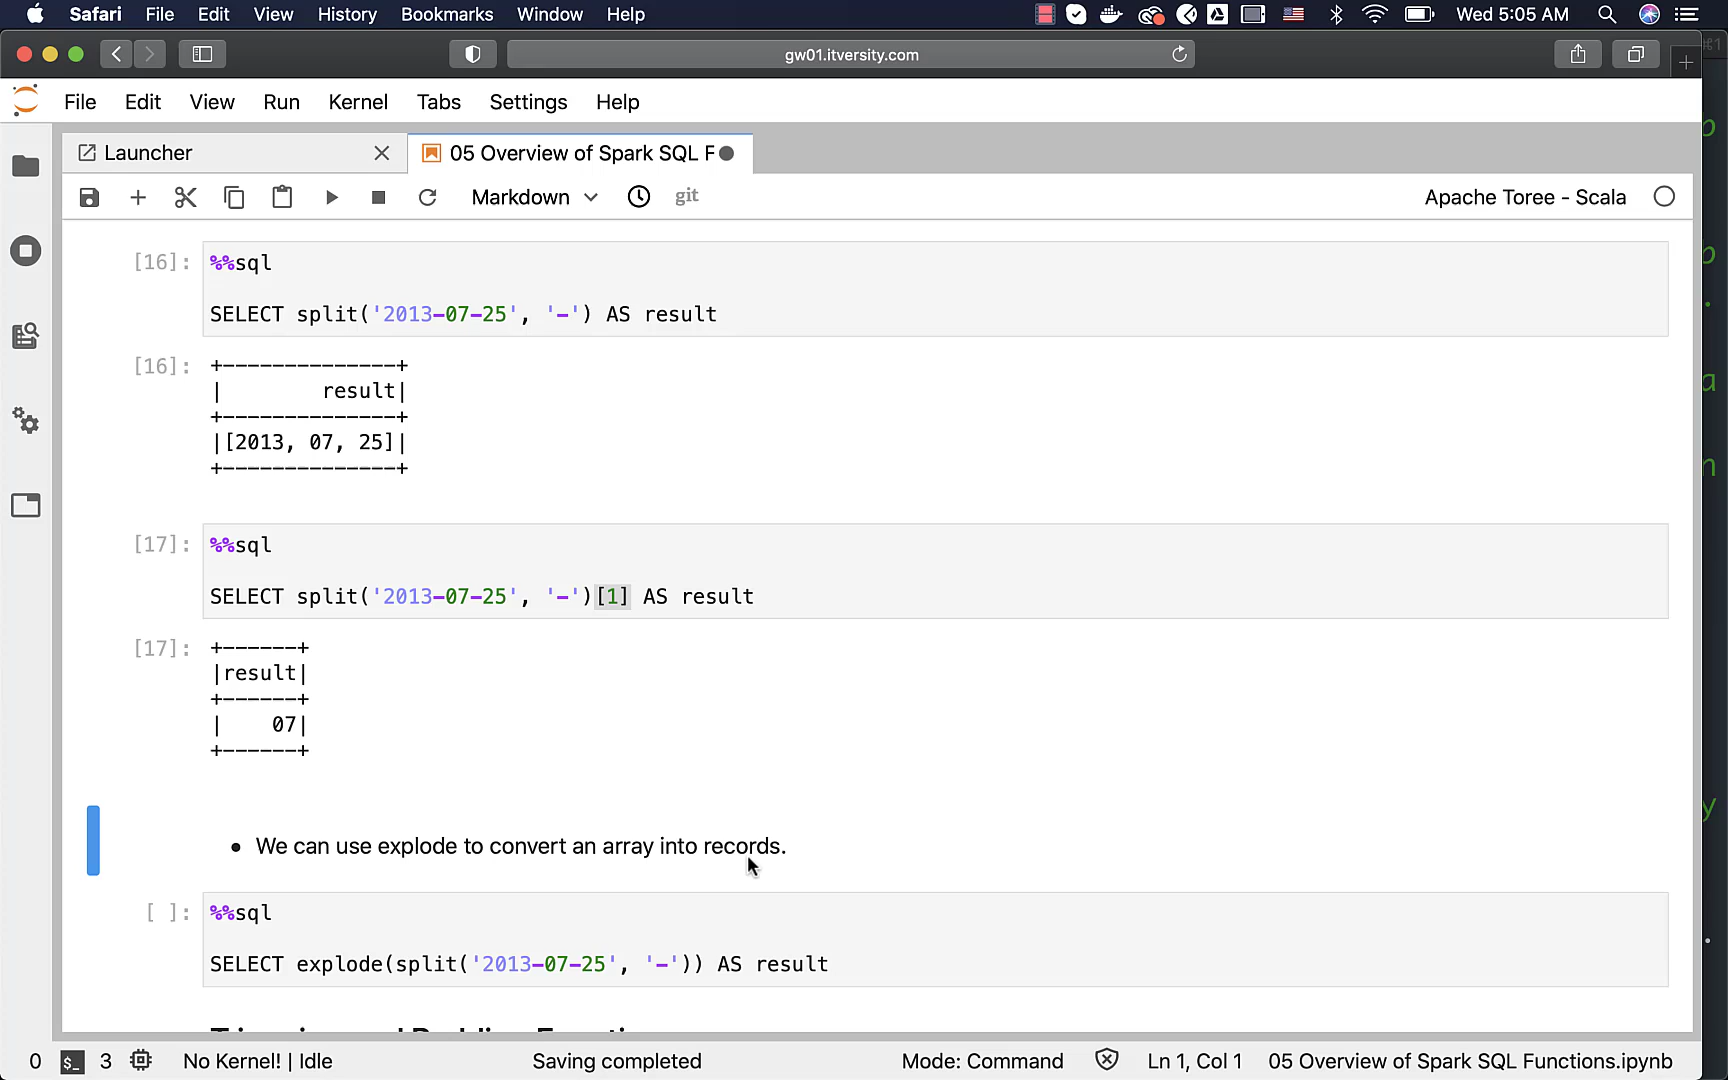 Safari File Edit View History Bookmarks Window Help Wed 5:05 AM
gw01.itversity.com
File Edit View Run Kernel Tabs Settings Help
Launcher 05 Overview of Spark SQL F
Markdown git Apache Toree - Scala
[16]: %%sql
SELECT split('2013-07-25', '-') AS result
[16]: +--------------+
| result|
+--------------+
|[2013, 07, 25]|
+--------------+
[17]: %%sql
SELECT split('2013-07-25', '-')[1] AS result
[17]: +------+
|result|
+------+
| 07|
+------+
• We can use explode to convert an array into records.
[ ]: %%sql
SELECT explode(split('2013-07-25', '-')) AS result
0 $_ 3 No Kernel! | Idle Saving completed Mode: Command Ln 1, Col 1 05 Overview of Spark SQL Functions.ipynb